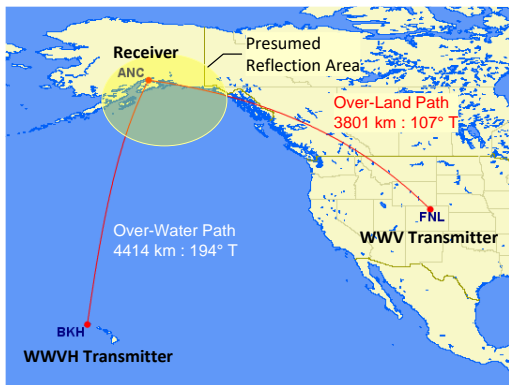 Receiver
ANC
Presumed
Reflection Area
Over-Land Path
3801 km : 107° T
FNL
WWV Transmitter
Over-Water Path
4414 km : 194° T
BKH
WWVH Transmitter